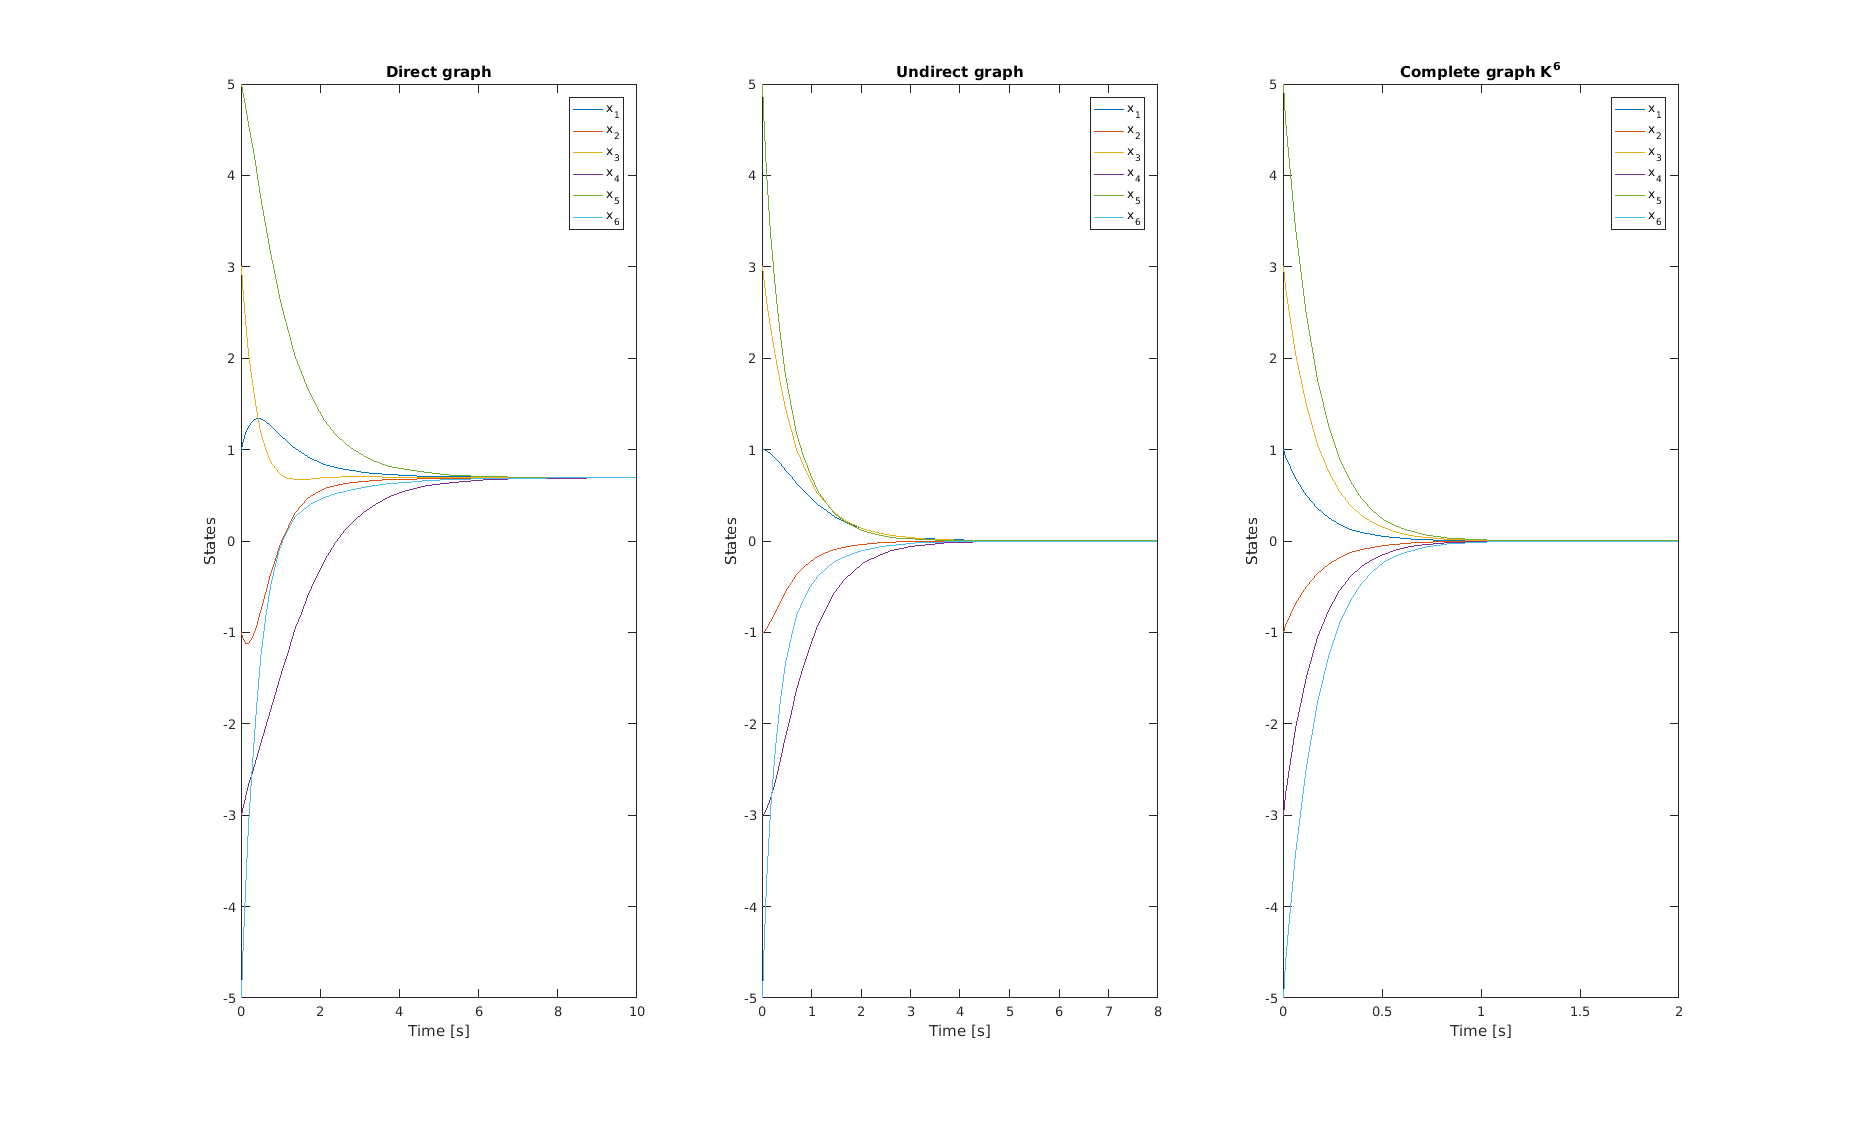 Direct graph
5
4
3
2
1
0
-1
-2
-3
-4
-5
States
0 2 4 6 8 10
Time [s]
x1
x2
x3
x4
x5
x6
Undirect graph
5
4
3
2
1
0
-1
-2
-3
-4
-5
States
0 1 2 3 4 5 6 7 8
Time [s]
x1
x2
x3
x4
x5
x6
Complete graph K6
5
4
3
2
1
0
-1
-2
-3
-4
-5
States
0 0.5 1 1.5 2
Time [s]
x1
x2
x3
x4
x5
x6